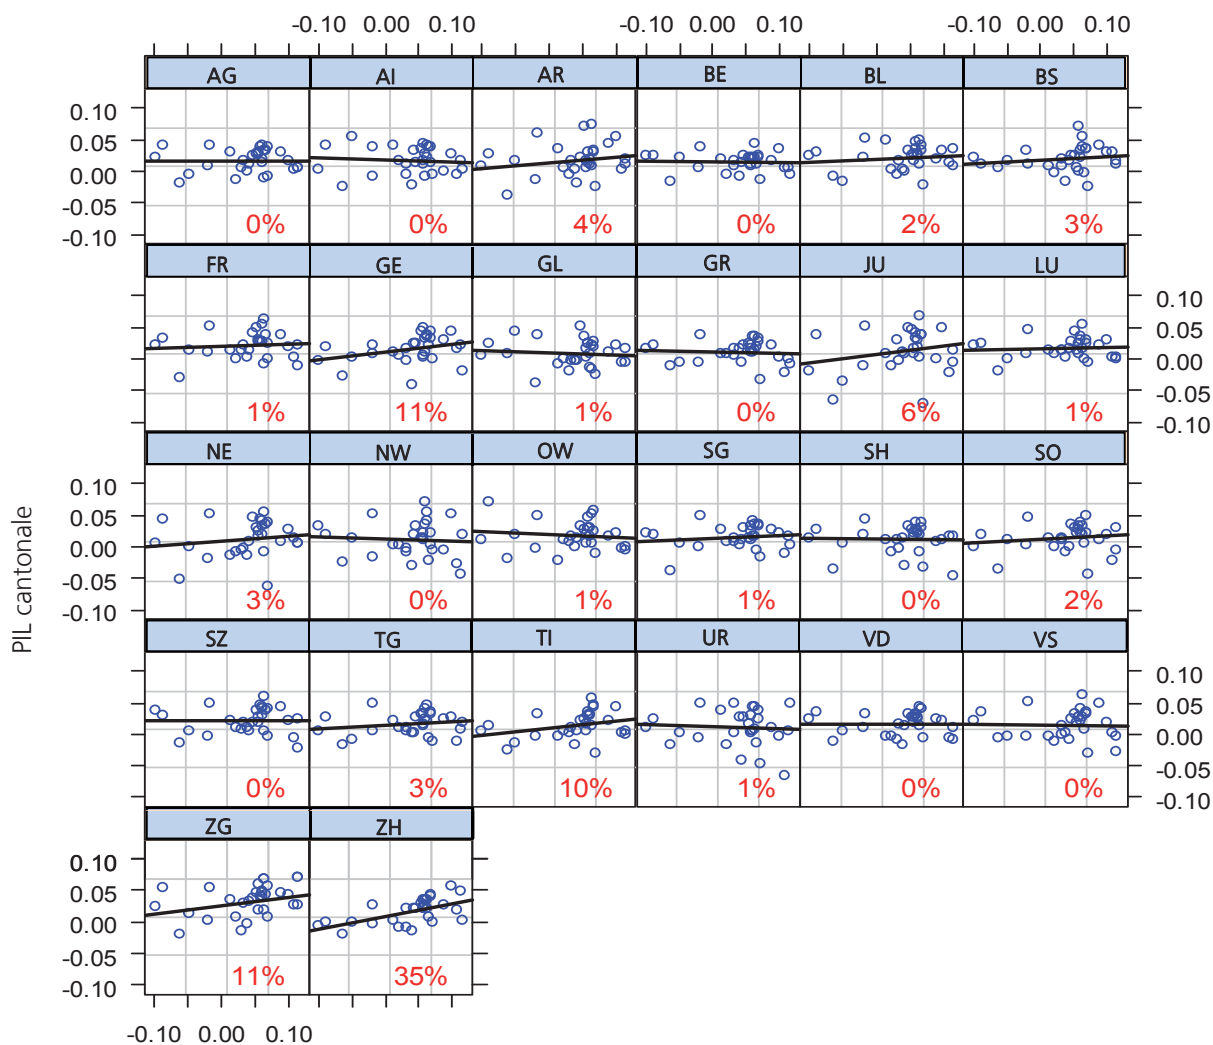 -0.10 0.00 0.10 -0.10 0.00 0.10 -0.10 0.00 0.10
AG AI AR BE BL BS
0.10
0.05
0.00
-0.05
-0.10
0% 0% 4% 0% 2% 3%
FR GE GL GR JU LU
0.10
0.05
0.00
-0.05
-0.10
1% 11% 1% 0% 6% 1%
NE NW OW SG SH SO
0.10
0.05
0.00
-0.05
-0.10
3% 0% 1% 1% 0% 2%
PIL cantonale
SZ TG TI UR VD VS
0.10
0.05
0.00
-0.05
-0.10
0% 3% 10% 1% 0% 0%
ZG ZH
0.10
0.05
0.00
-0.05
-0.10
11% 35%
-0.10 0.00 0.10